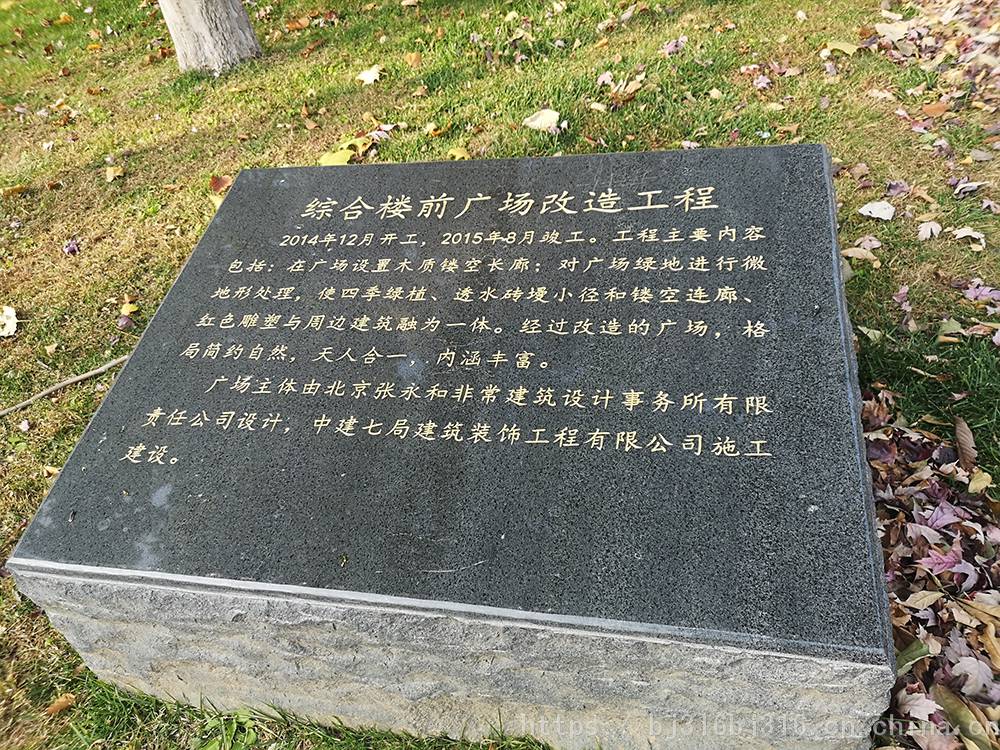 综合楼前广场改造工程
2014年12月开工，2015年8月竣工。工程主要内容
包括：在广场设置木质镂空长廊；对广场绿地进行微
地形处理，使四季绿植、透水砖墁小径和镂空连廊、
红色雕塑与周边建筑融为一体。经过改造的广场，格
局简约自然，天人合一，内涵丰富。
广场主体由北京张永和非常建筑设计事务所有限
责任公司设计，中建七局建筑装饰工程有限公司施工
建设。
https://bj316bj316.cn.china.cn